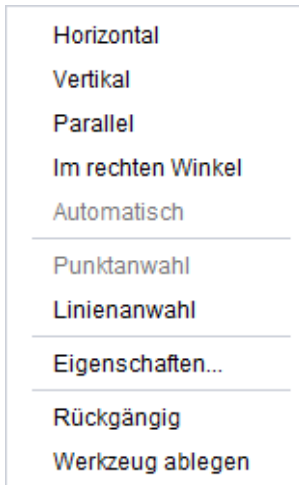 Horizontal
Vertikal
Parallel
Im rechten Winkel
Automatisch
Punktanwahl
Linienanwahl
Eigenschaften...
Rückgängig
Werkzeug ablegen